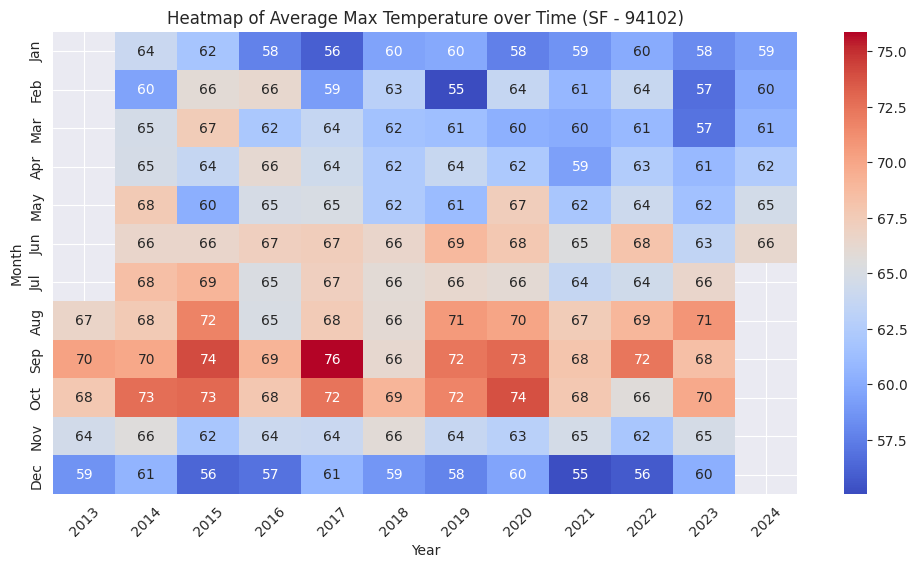 Heatmap of Average Max Temperature over Time (SF - 94102)
Month
Jan 64 62 58 56 60 60 58 59 60 58 59
Feb 60 66 66 59 63 55 64 61 64 57 60
Mar 65 67 62 64 62 61 60 60 61 57 61
Apr 65 64 66 64 62 64 62 59 63 61 62
May 68 60 65 65 62 61 67 62 64 62 65
Jun 66 66 67 67 66 69 68 65 68 63 66
Jul 68 69 65 67 66 66 66 64 64 66
Aug 67 68 72 65 68 66 71 70 67 69 71
Sep 70 70 74 69 76 66 72 73 68 72 68
Oct 68 73 73 68 72 69 72 74 68 66 70
Nov 64 66 62 64 64 66 64 63 65 62 65
Dec 59 61 56 57 61 59 58 60 55 56 60
2013 2014 2015 2016 2017 2018 2019 2020 2021 2022 2023 2024
Year
75.0
72.5
70.0
67.5
65.0
62.5
60.0
57.5